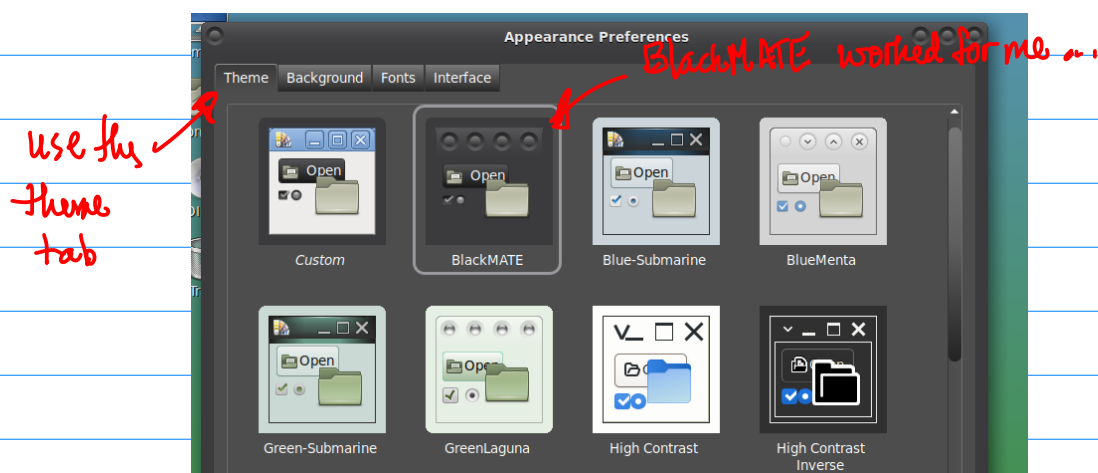 Appearance Preferences
BlackMATE worked for me ...
Theme Background Fonts Interface
use the
theme
tab
Open
Open
Open
Open
Custom
BlackMATE
Blue-Submarine
BlueMenta
Open
Open
Green-Submarine
GreenLaguna
High Contrast
High Contrast
Inverse